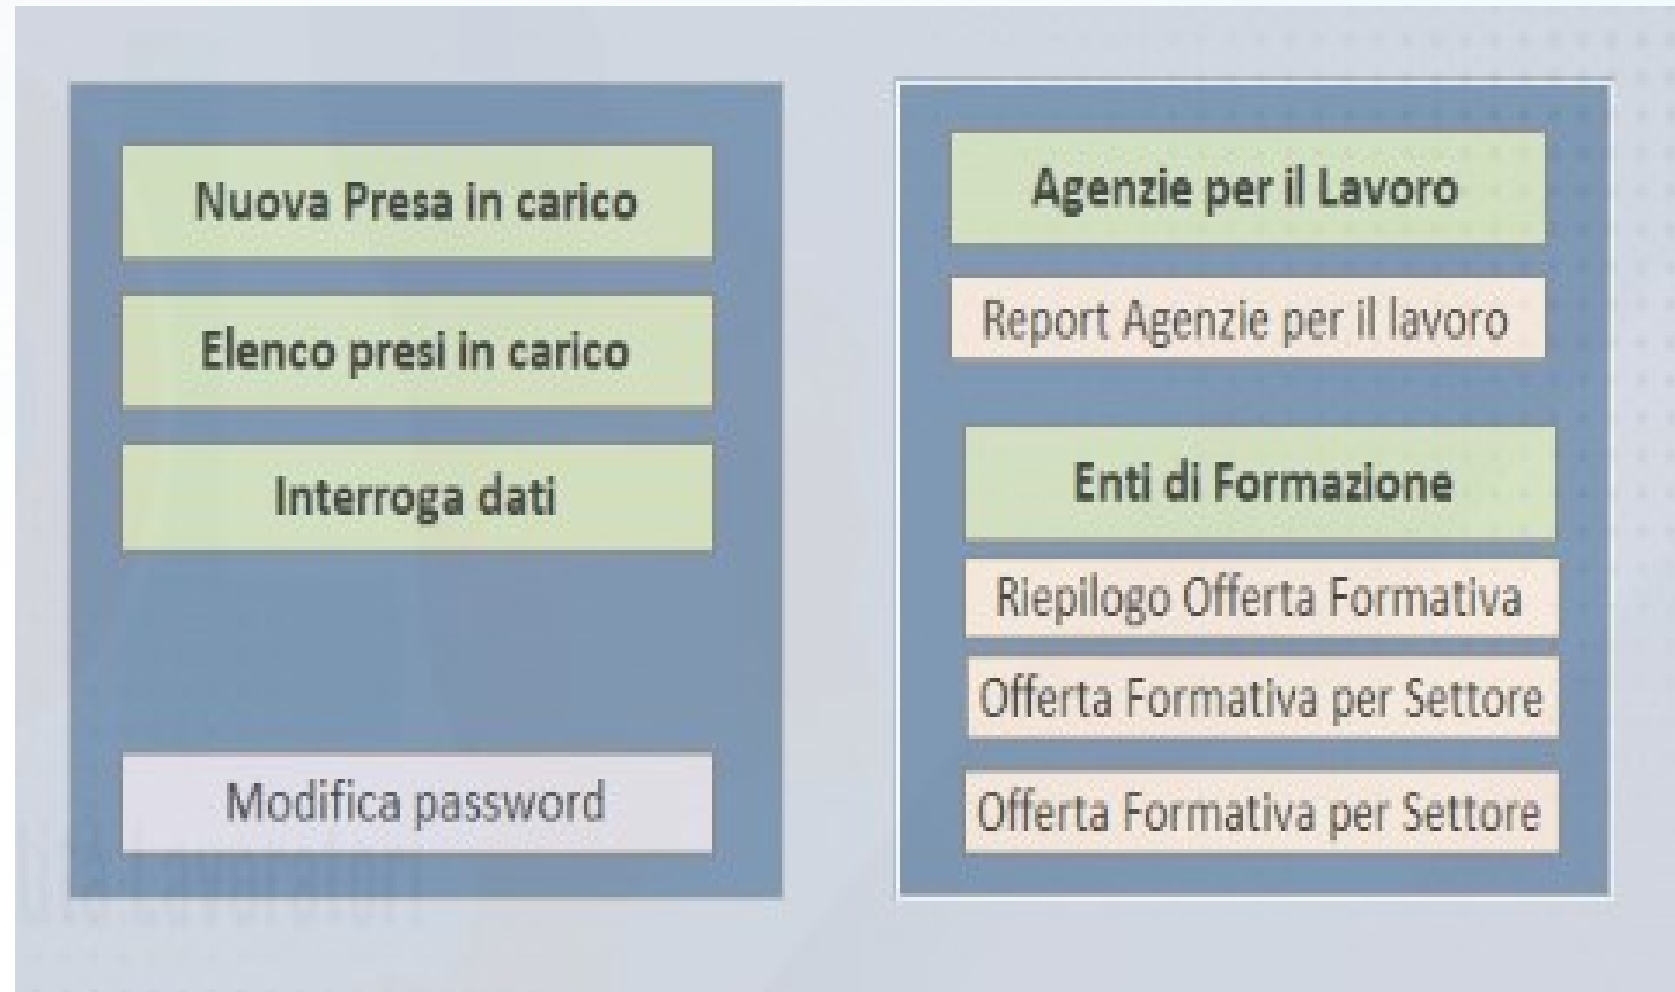 Nuova Presa in carico
Elenco presi in carico
Interroga dati
Modifica password
Agenzie per il Lavoro
Report Agenzie per il lavoro
Enti di Formazione
Riepilogo Offerta Formativa
Offerta Formativa per Settore
Offerta Formativa per Settore